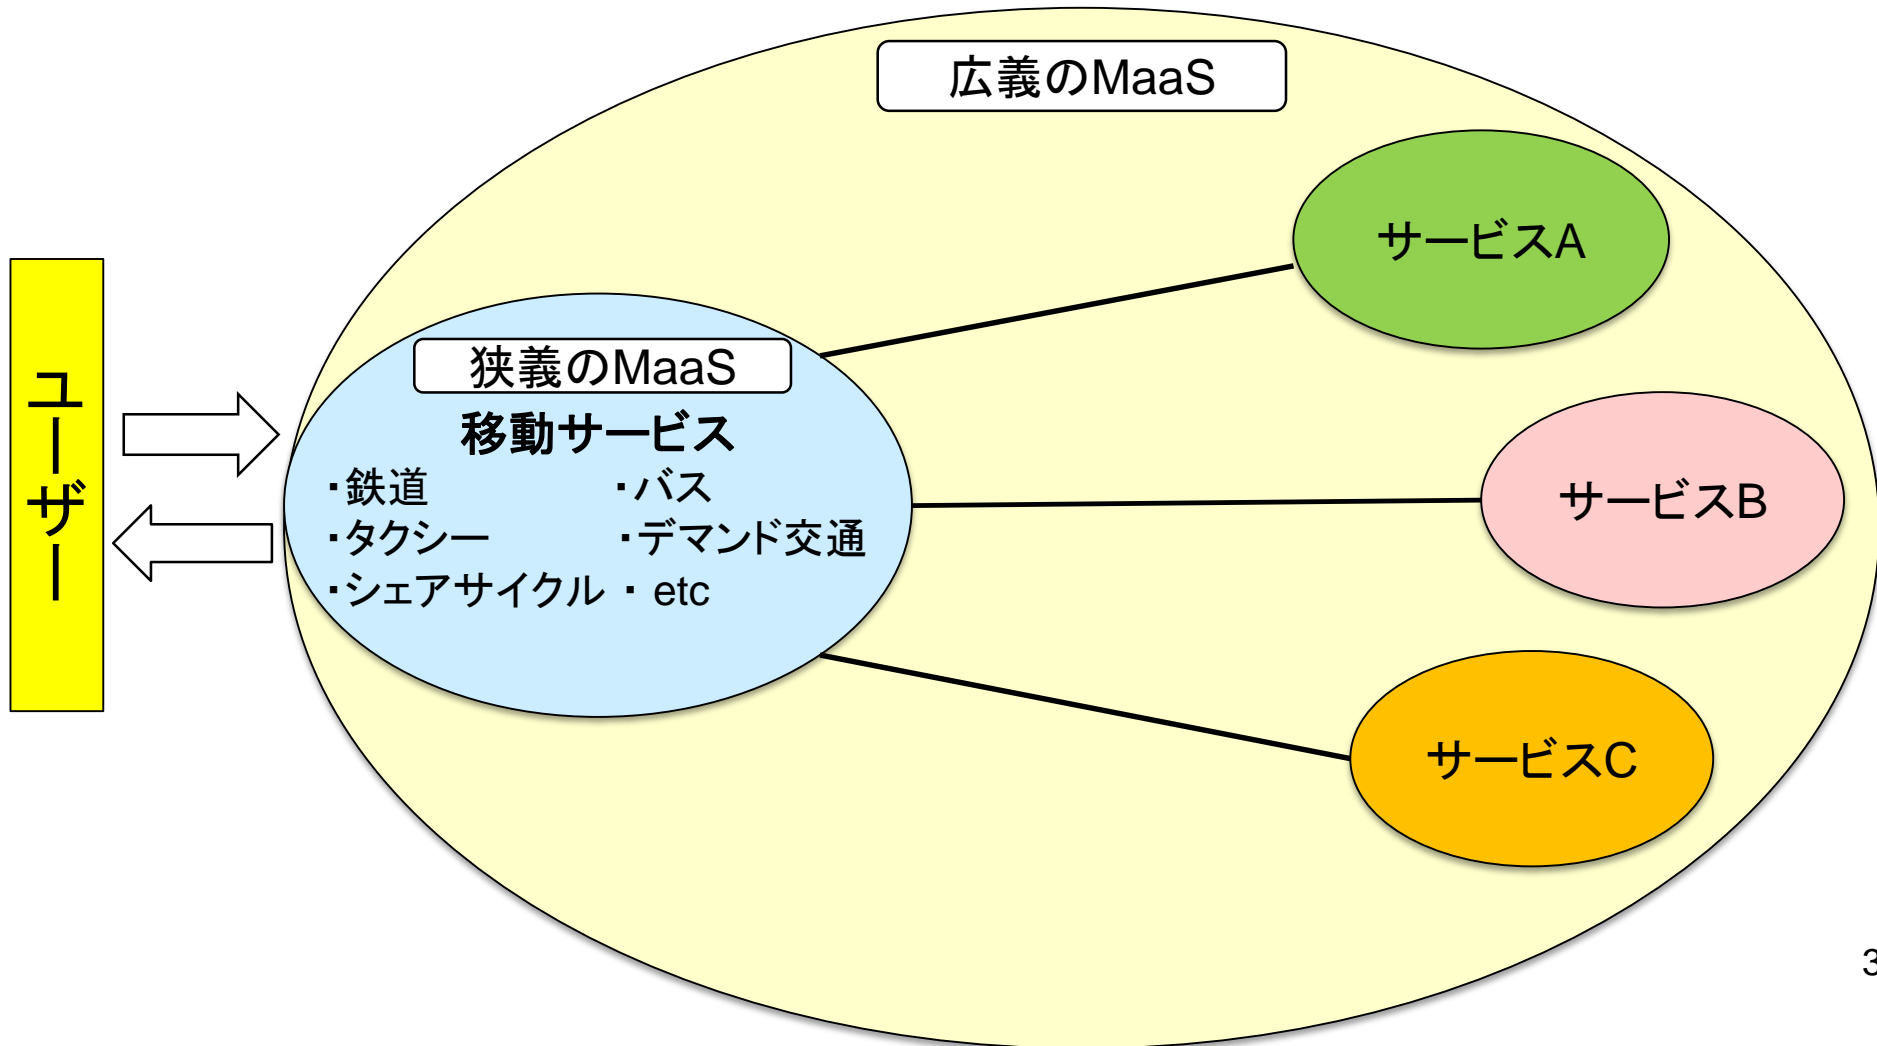 広義のMaaS
サービスA
ユーザー
狭義のMaaS
移動サービス
・鉄道 ・バス
・タクシー ・デマンド交通
・シェアサイクル ・ etc
サービスB
サービスC
3